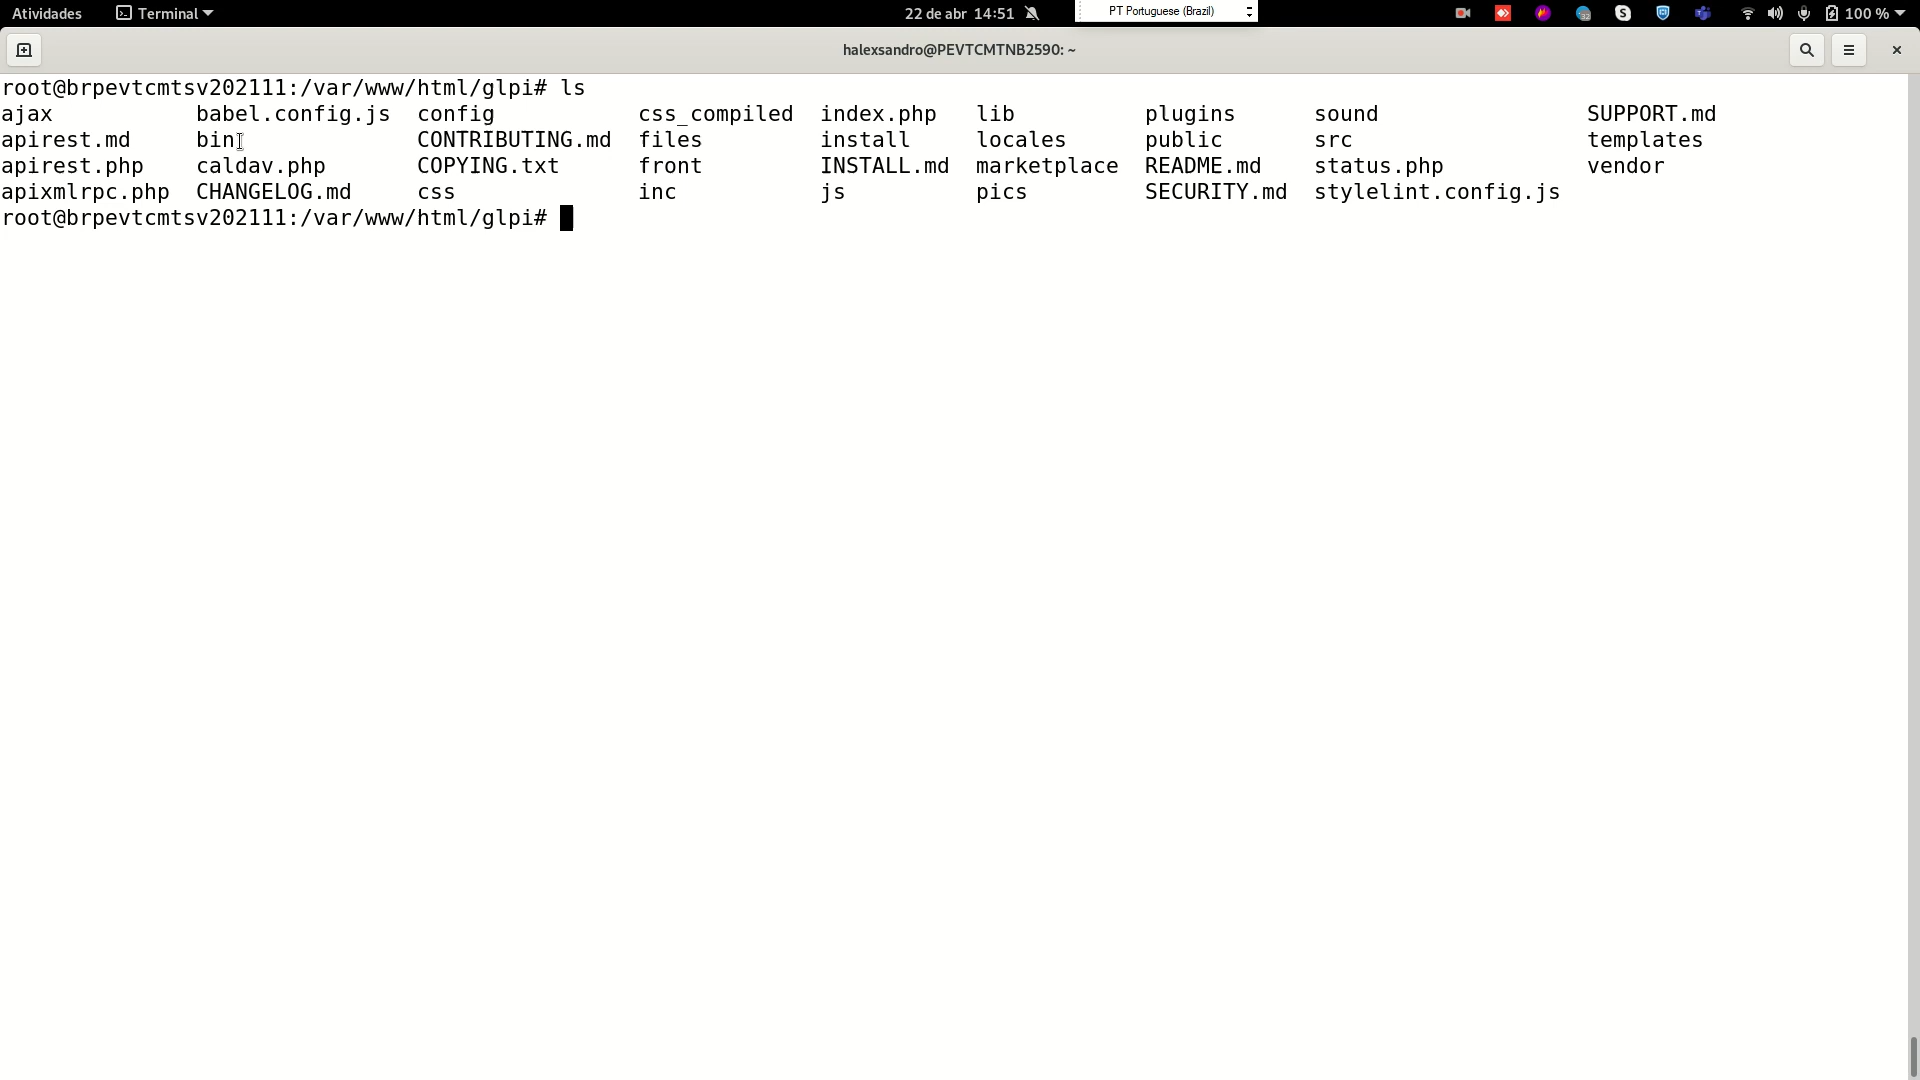 Atividades Terminal 22 de abr 14:51 PT Portuguese (Brazil) 100 %
halexsandro@PEVTCMTNB2590: ~
root@brpevtcmtsv202111:/var/www/html/glpi# ls
ajax babel.config.js config css_compiled index.php lib plugins sound SUPPORT.md
apirest.md bin CONTRIBUTING.md files install locales public src templates
apirest.php caldav.php COPYING.txt front INSTALL.md marketplace README.md status.php vendor
apixmlrpc.php CHANGELOG.md css inc js pics SECURITY.md stylelint.config.js
root@brpevtcmtsv202111:/var/www/html/glpi#